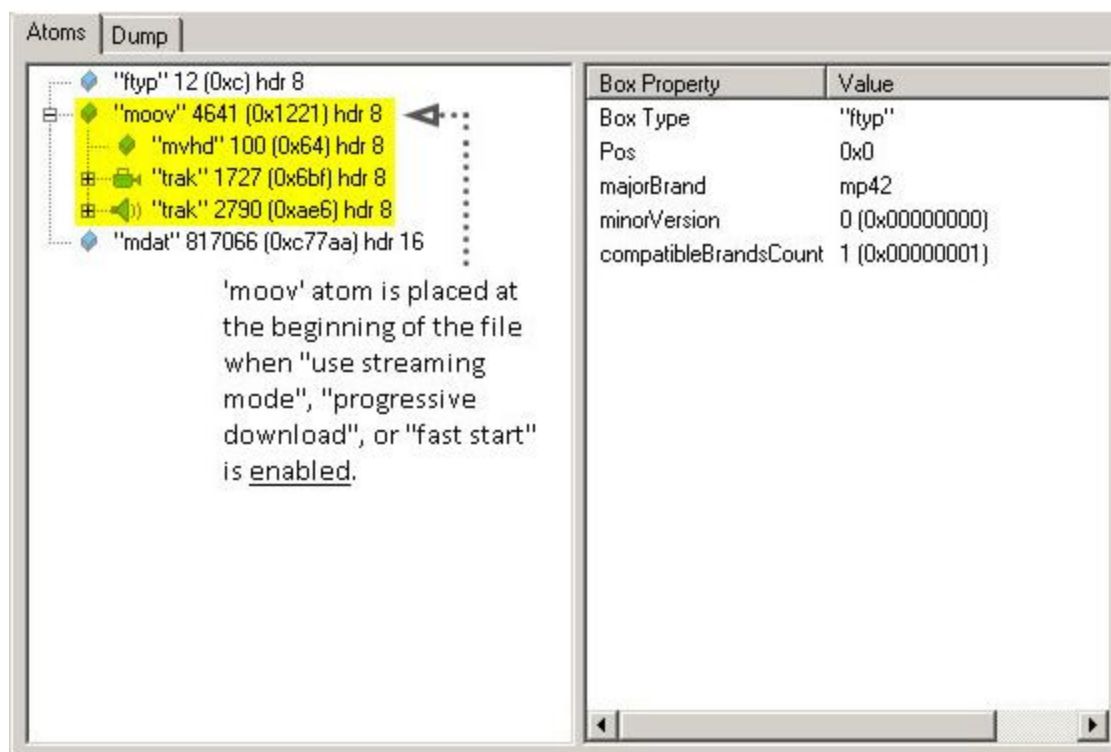 Atoms
Dump
"ftyp" 12 (0xc) hdr 8
"moov" 4641 (0x1221) hdr 8
"mvhd" 100 (0x64) hdr 8
"trak" 1727 (0x6bf) hdr 8
"trak" 2790 (0xae6) hdr 8
"mdat" 817066 (0xc77aa) hdr 16
'moov' atom is placed at
the beginning of the file
when "use streaming
mode", "progressive
download", or "fast start"
is enabled.
Box Property Value
Box Type "ftyp"
Pos 0x0
majorBrand mp42
minorVersion 0 (0x00000000)
compatibleBrandsCount 1 (0x00000001)